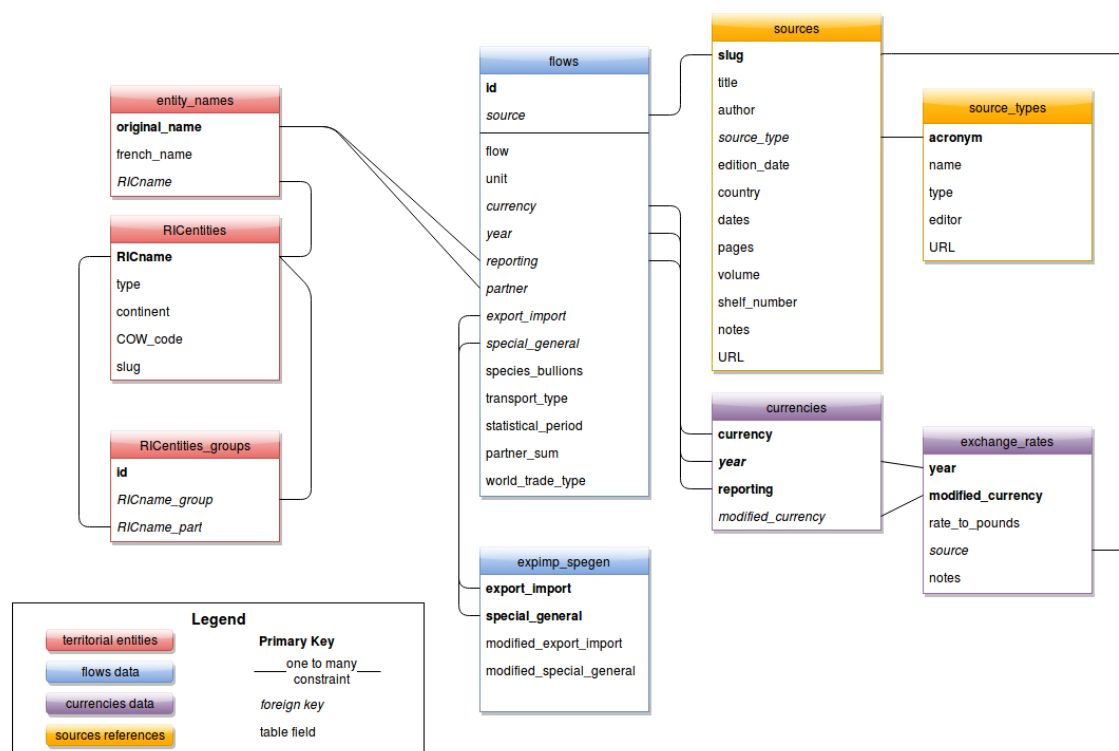 entity_names
original_name
french_name
RICname
RICentities
RICname
type
continent
COW_code
slug
RICentities_groups
id
RICname_group
RICname_part
flows
id
source
flow
unit
currency
year
reporting
partner
export_import
special_general
species_bullions
transport_type
statistical_period
partner_sum
world_trade_type
expimp_spegen
export_import
special_general
modified_export_import
modified_special_general
sources
slug
title
author
source_type
edition_date
country
dates
pages
volume
shelf_number
notes
URL
source_types
acronym
name
type
editor
URL
currencies
currency
year
reporting
modified_currency
exchange_rates
year
modified_currency
rate_to_pounds
source
notes
Legend
territorial entities
flows data
currencies data
sources references
Primary Key
one to many
constraint
foreign key
table field